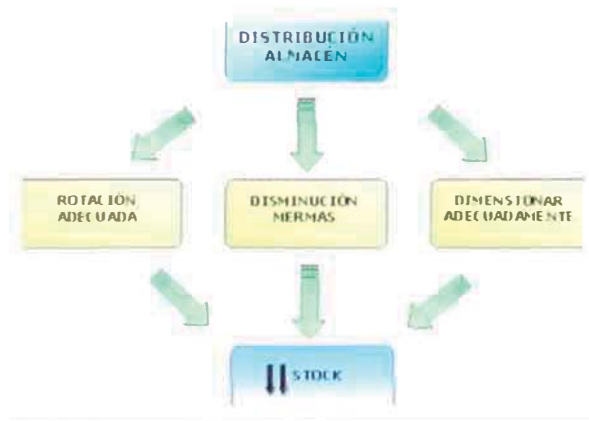 DISTRIBUCIÓN
ALMACÉN
ROTACIÓN
ADECUADA
DISMINUCIÓN
MERMAS
DIMENSIONAR
ADECUADAMENTE
STOCK